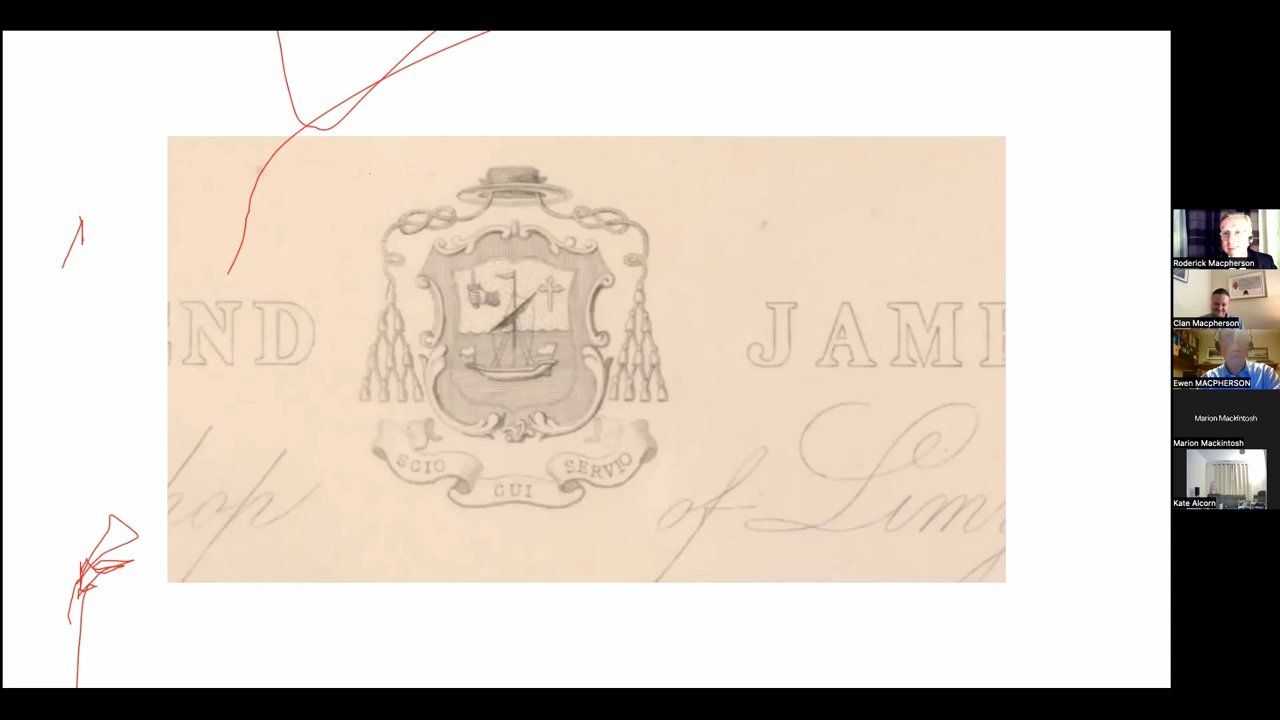 END JAME
SCIO CUI SERVIO
hop of Lim
Roderick Macpherson
Clan Macpherson
Ewen MACPHERSON
Marion Mackintosh
Marion Mackintosh
Kate Alcorn